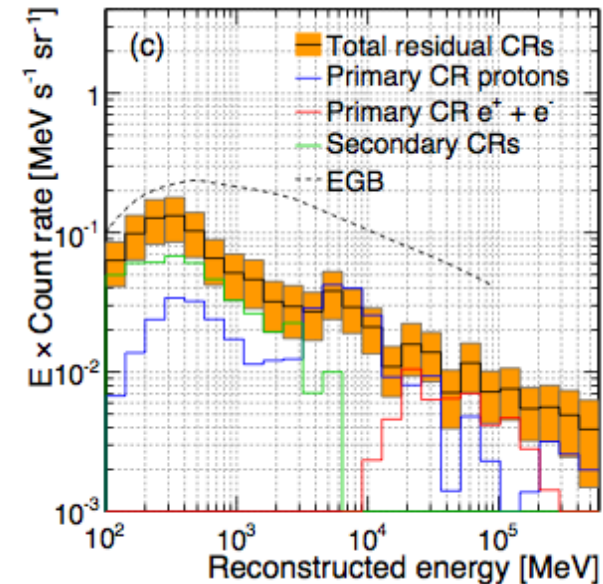 (c)
Total residual CRs
Primary CR protons
Primary CR e⁺ + e⁻
Secondary CRs
EGB
E × Count rate [MeV s⁻¹ sr⁻¹]
1
10⁻¹
10⁻²
10⁻³
10² 10³ 10⁴ 10⁵
Reconstructed energy [MeV]